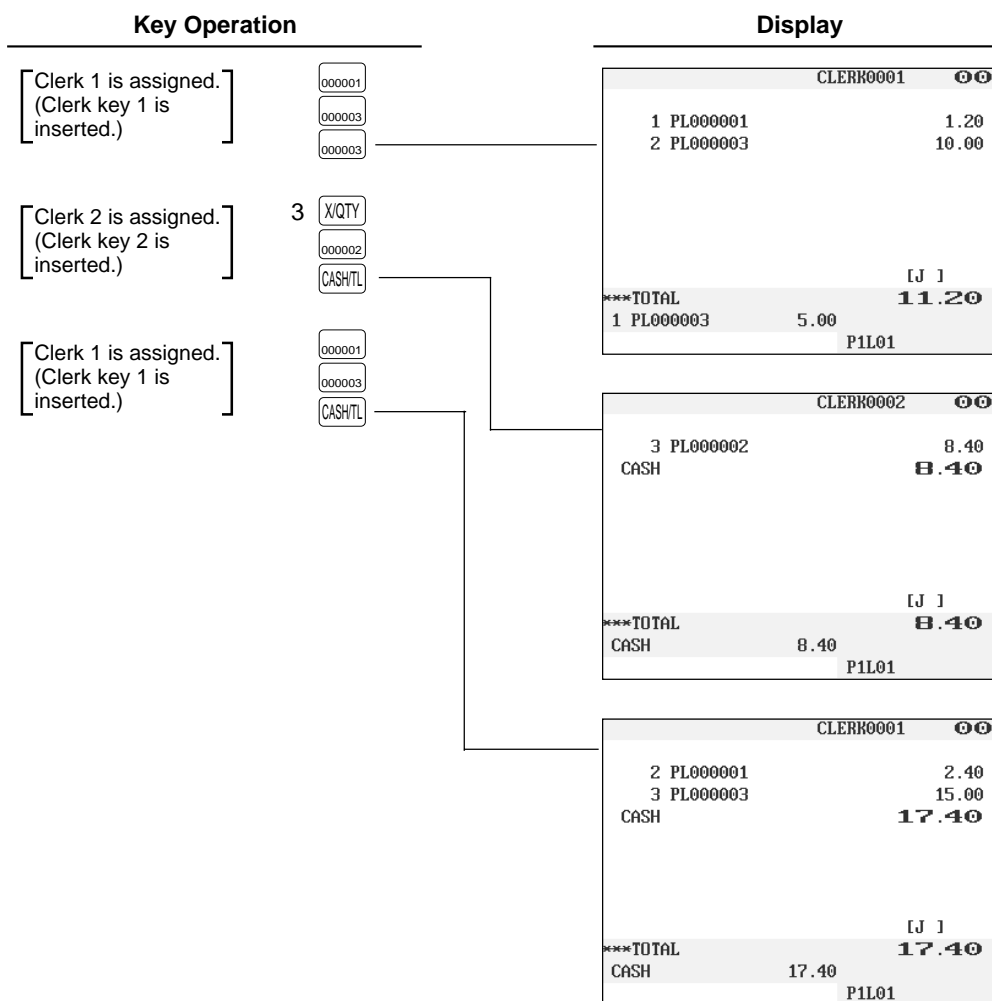 Key Operation
Display
Clerk 1 is assigned.
(Clerk key 1 is
inserted.)
000001
000003
000003
Clerk 2 is assigned.
(Clerk key 2 is
inserted.)
3 X/QTY
000002
CASH/TL
Clerk 1 is assigned.
(Clerk key 1 is
inserted.)
000001
000003
CASH/TL
CLERK0001 00
1 PL000001 1.20
2 PL000003 10.00
[J ]
***TOTAL 11.20
1 PL000003 5.00
P1L01
CLERK0002 00
3 PL000002 8.40
CASH 8.40
[J ]
***TOTAL 8.40
CASH 8.40
P1L01
CLERK0001 00
2 PL000001 2.40
3 PL000003 15.00
CASH 17.40
[J ]
***TOTAL 17.40
CASH 17.40
P1L01